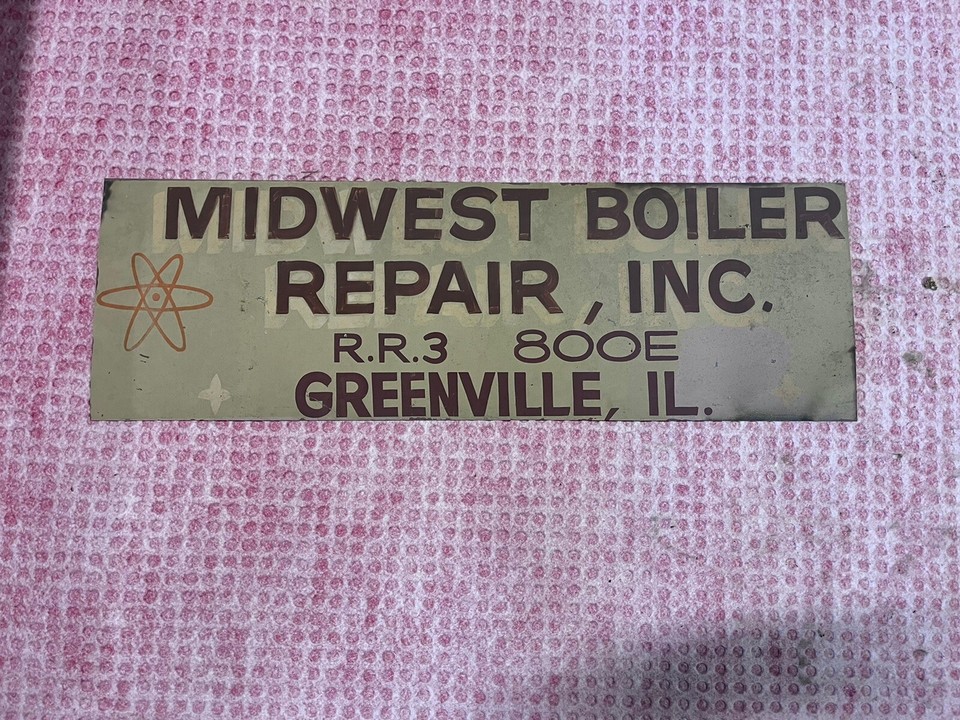 MIDWEST BOILER
REPAIR, INC.
R.R.3 800E
GREENVILLE, IL.